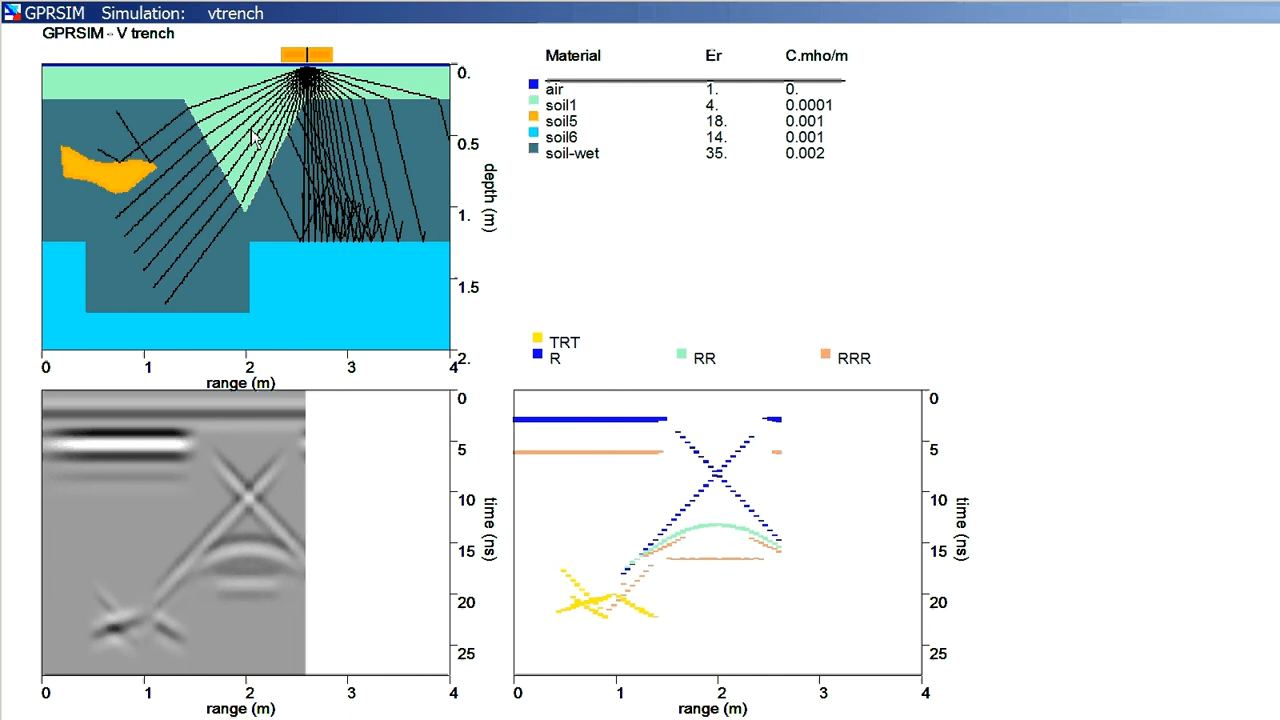 GPRSIM Simulation: vtrench
GPRSIM - V trench
0.
0.5
1.
1.5
2.
depth (m)
0 1 2 3 4
range (m)
Material Er C.mho/m
air 1. 0.
soil1 4. 0.0001
soil5 18. 0.001
soil6 14. 0.001
soil-wet 35. 0.002
TRT
R RR RRR
0
5
10
15
20
25
time (ns)
0 1 2 3 4
range (m)
0
5
10
15
20
25
time (ns)
0 1 2 3 4
range (m)